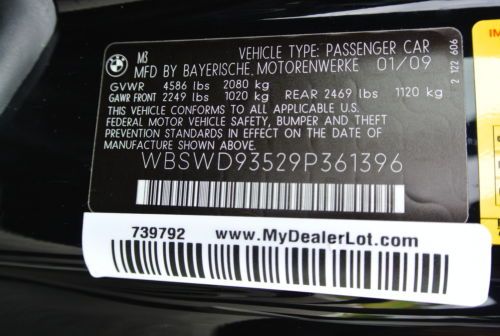 BMW
M3
VEHICLE TYPE: PASSENGER CAR
MFD BY BAYERISCHE MOTORENWERKE 01/09
GVWR 4586 lbs 2080 kg
GAWR FRONT 2249 lbs 1020 kg REAR 2469 lbs 1120 kg
THIS VEHICLE CONFORMS TO ALL APPLICABLE U.S.
FEDERAL MOTOR VEHICLE SAFETY, BUMPER AND THEFT
PREVENTION STANDARDS IN EFFECT ON THE DATE OF
MANUFACTURE SHOWN ABOVE.
WBSWD93529P361396
2 122 606
739792 www.MyDealerLot.com
IM